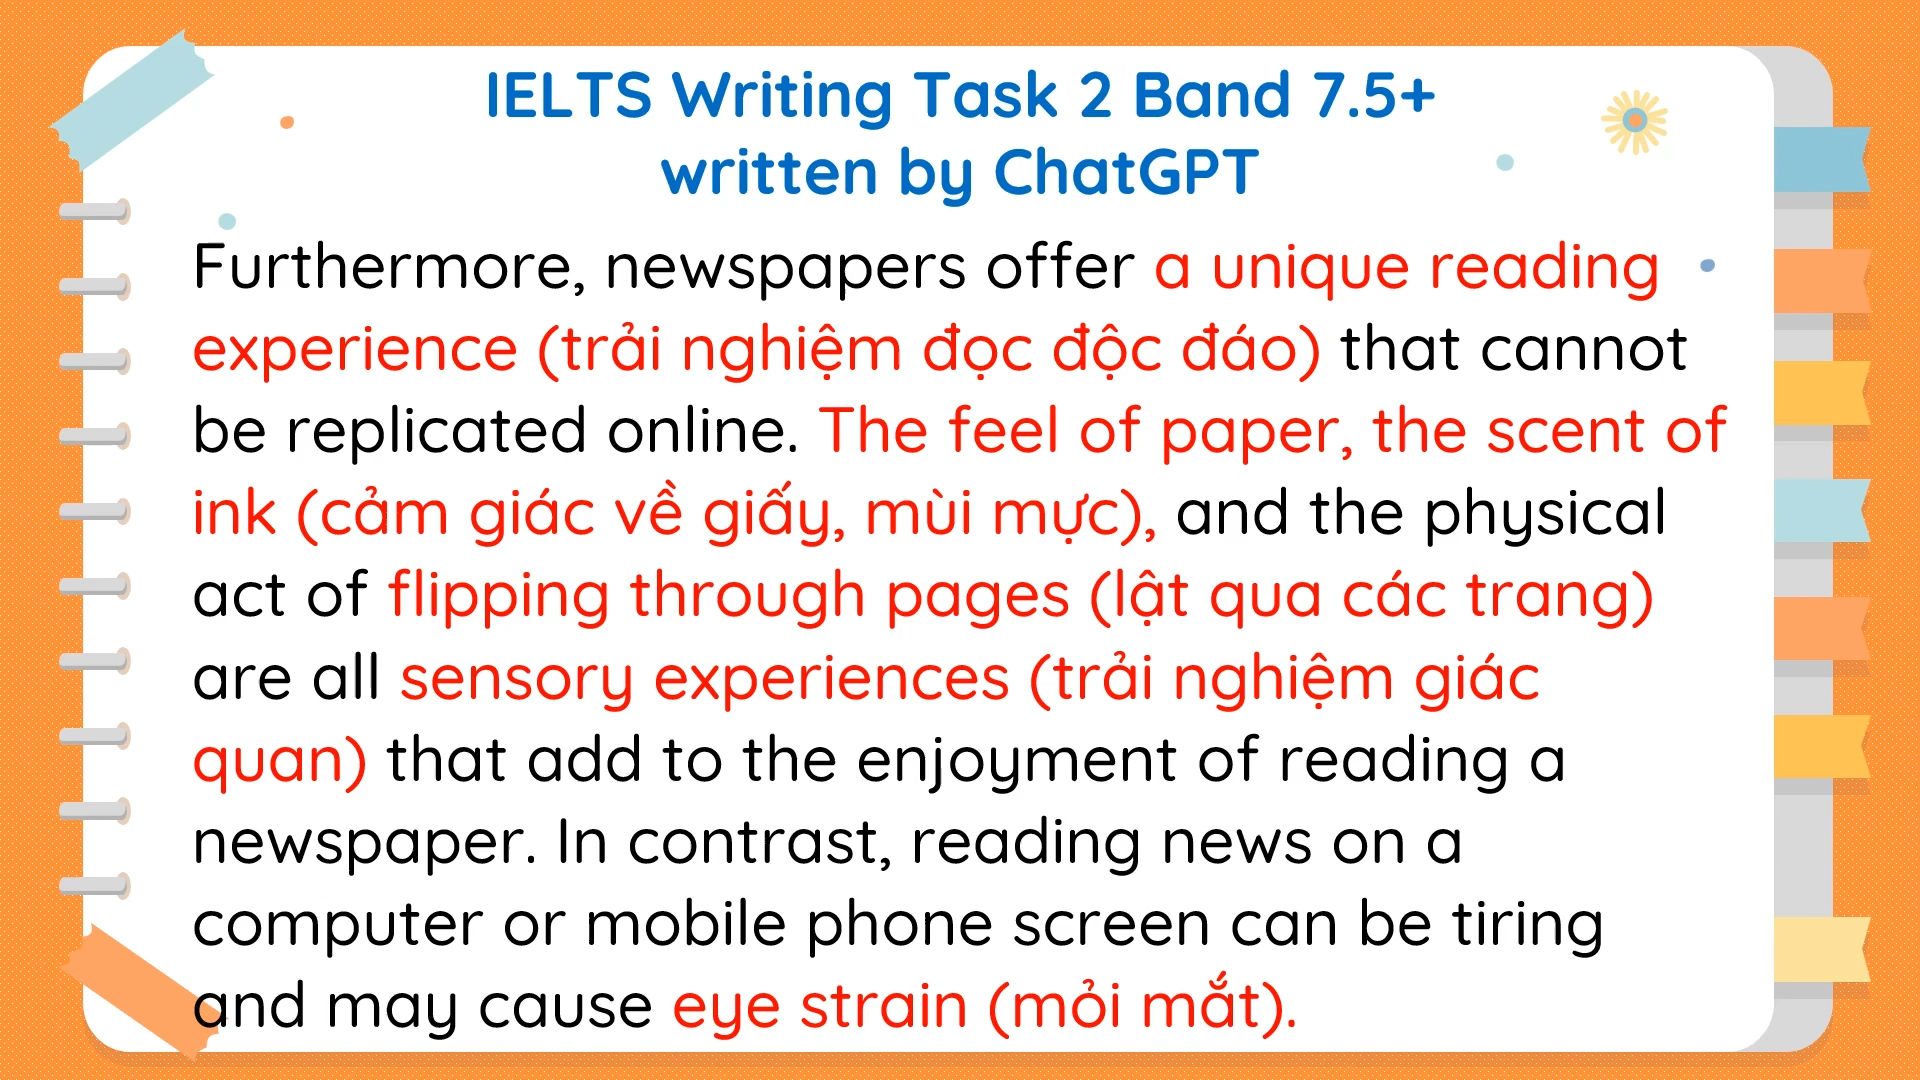 IELTS Writing Task 2 Band 7.5+
written by ChatGPT
Furthermore, newspapers offer a unique reading
experience (trải nghiệm đọc độc đáo) that cannot
be replicated online. The feel of paper, the scent of
ink (cảm giác về giấy, mùi mực), and the physical
act of flipping through pages (lật qua các trang)
are all sensory experiences (trải nghiệm giác
quan) that add to the enjoyment of reading a
newspaper. In contrast, reading news on a
computer or mobile phone screen can be tiring
and may cause eye strain (mỏi mắt).